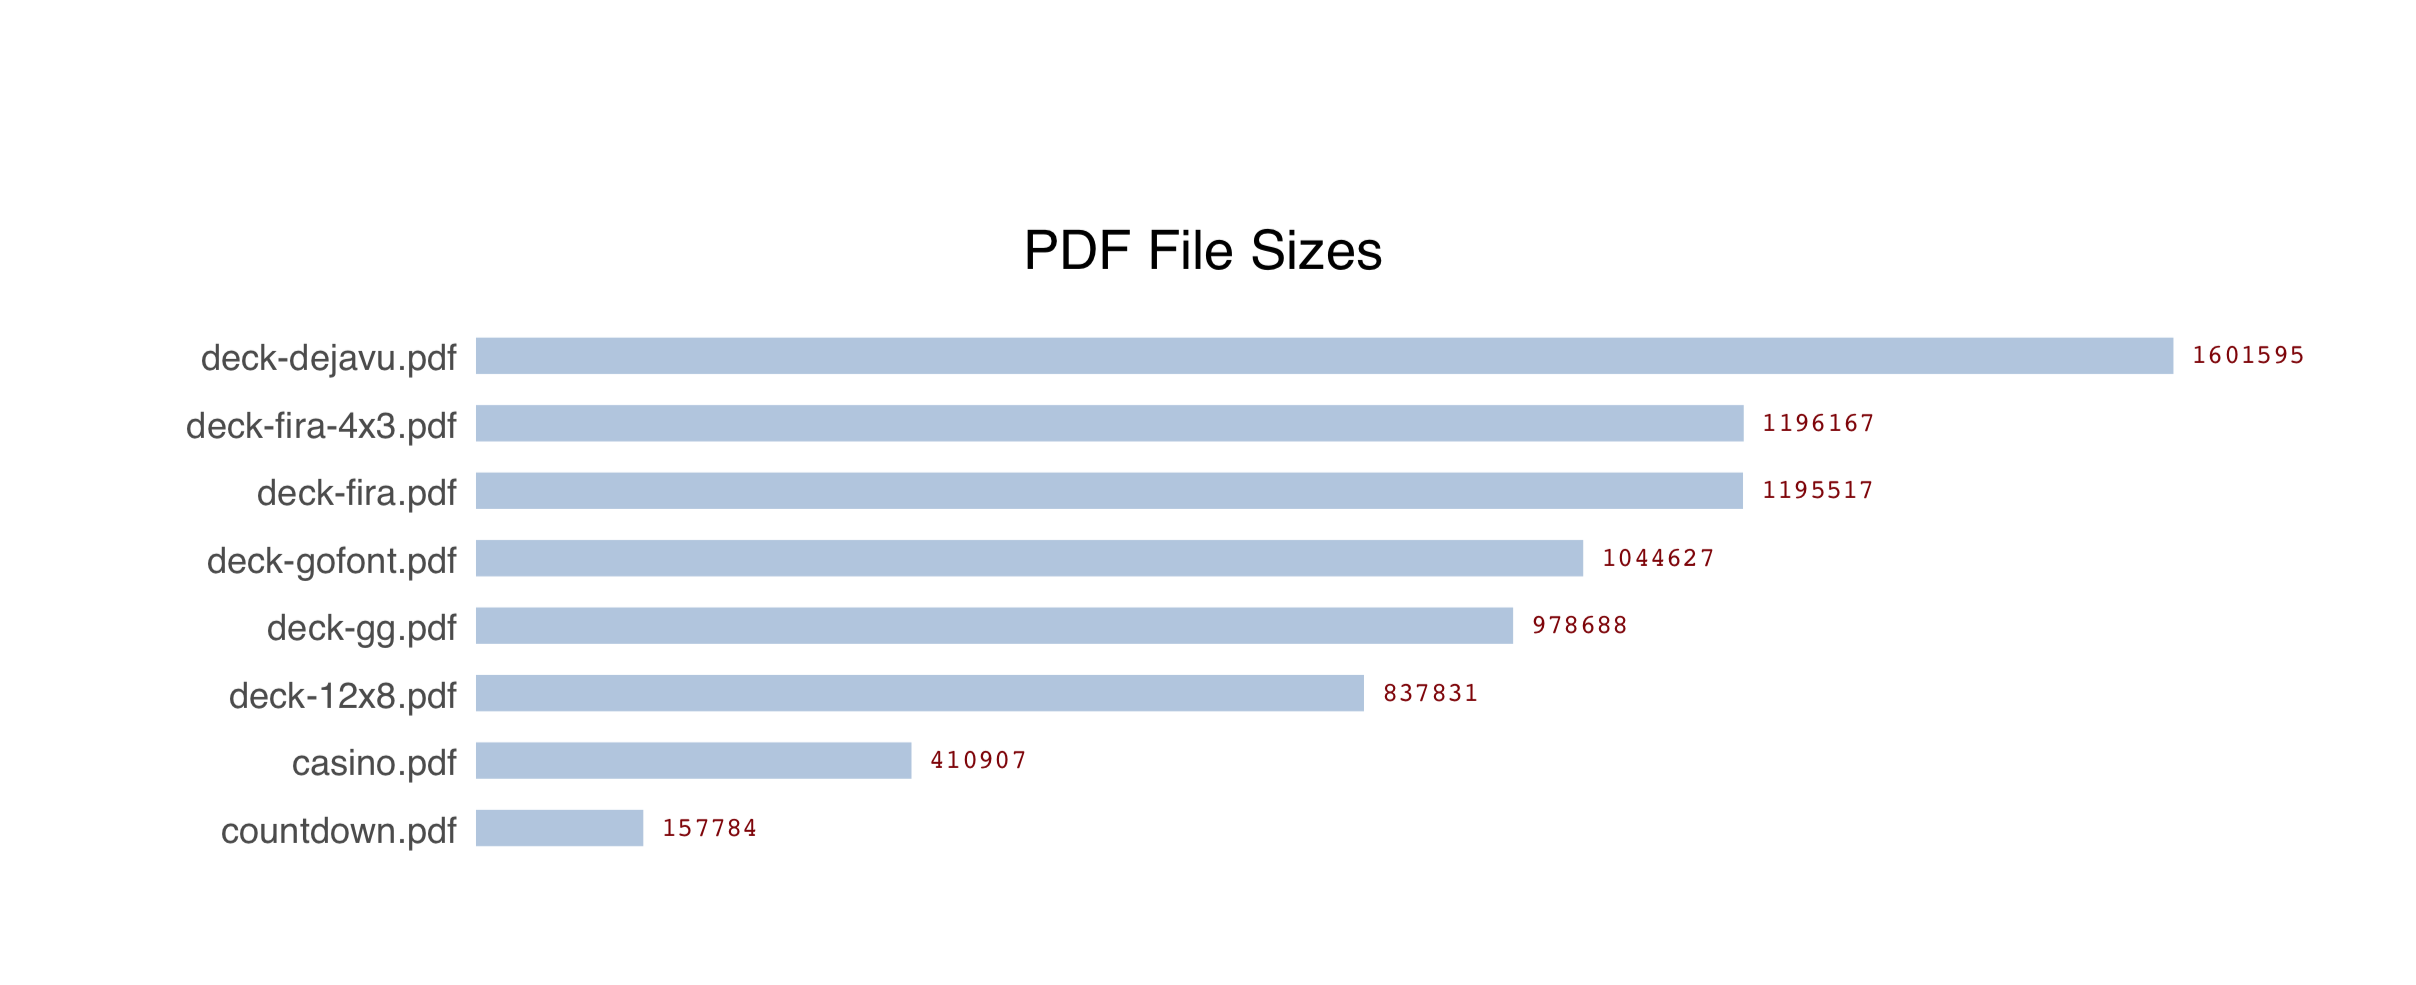 PDF File Sizes
deck-dejavu.pdf 1601595
deck-fira-4x3.pdf 1196167
deck-fira.pdf 1195517
deck-gofont.pdf 1044627
deck-gg.pdf 978688
deck-12x8.pdf 837831
casino.pdf 410907
countdown.pdf 157784